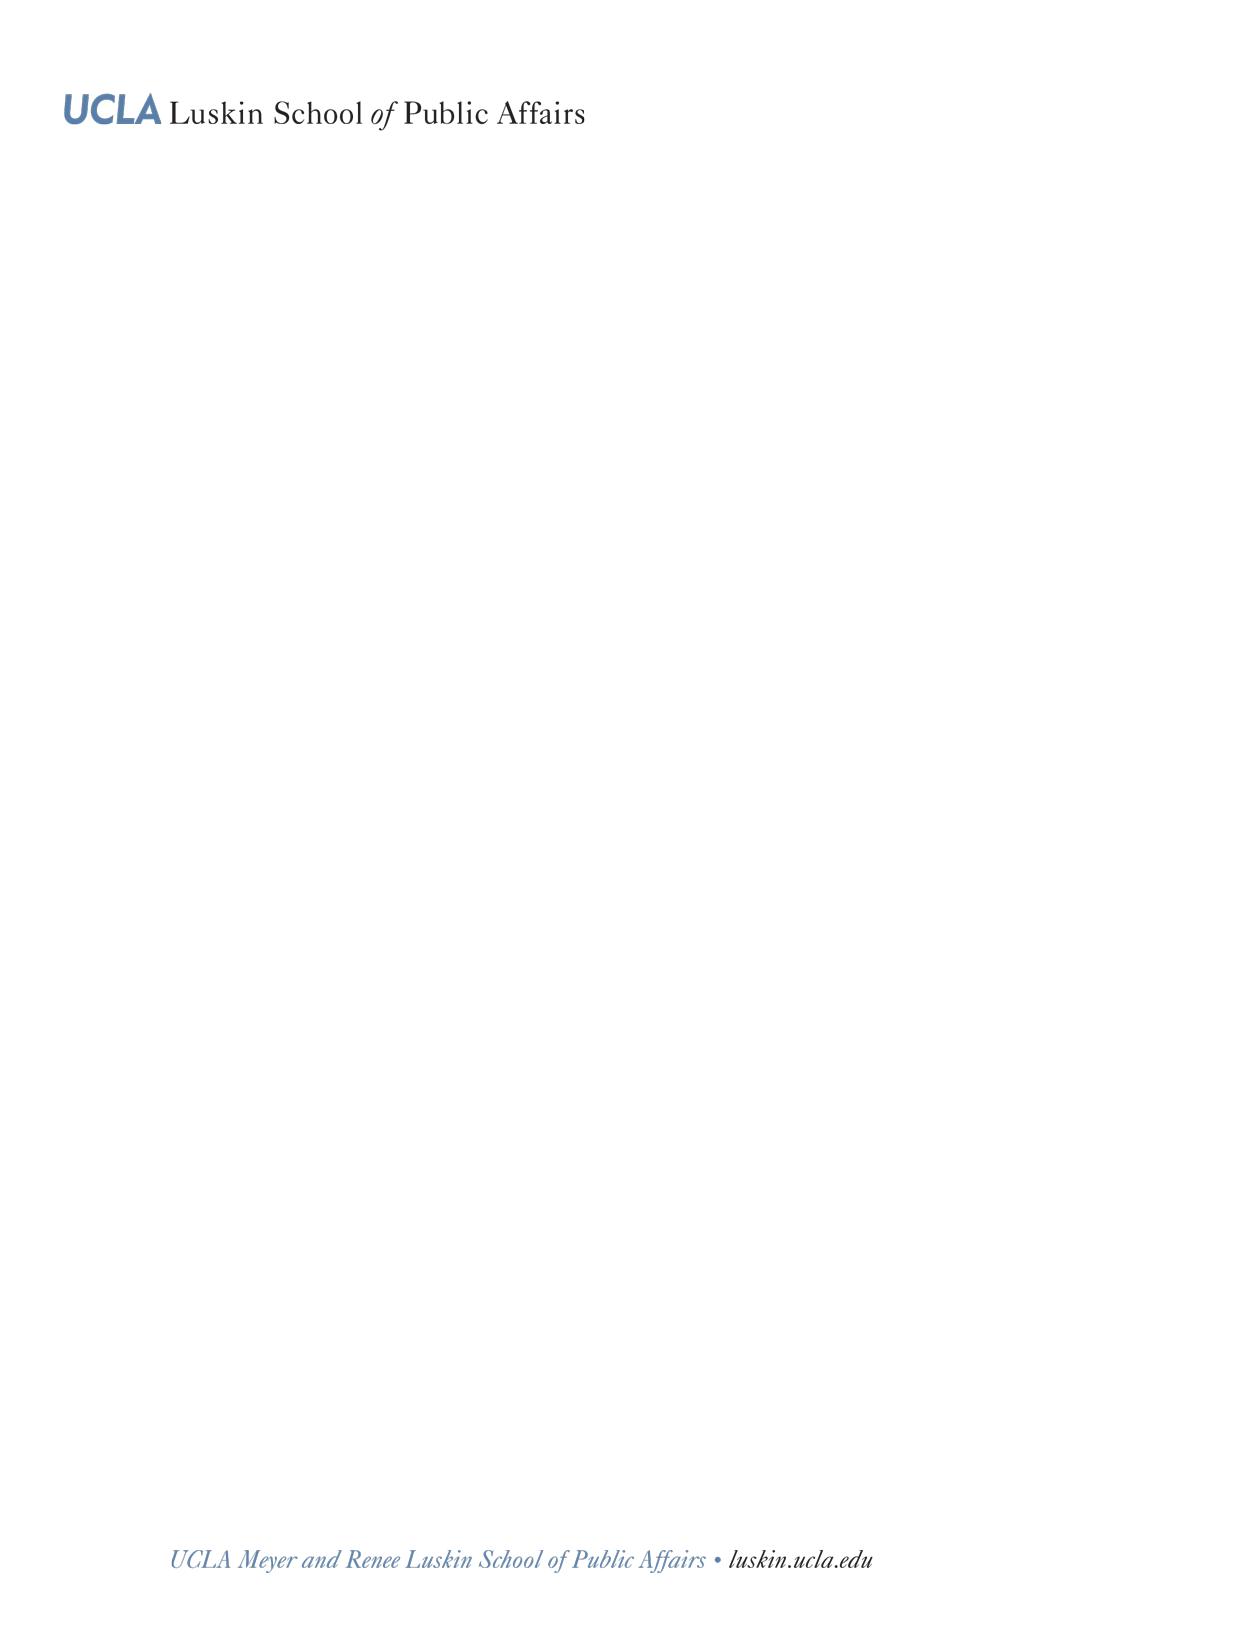 UCLA Luskin School of Public Affairs
UCLA Meyer and Renee Luskin School of Public Affairs • luskin.ucla.edu